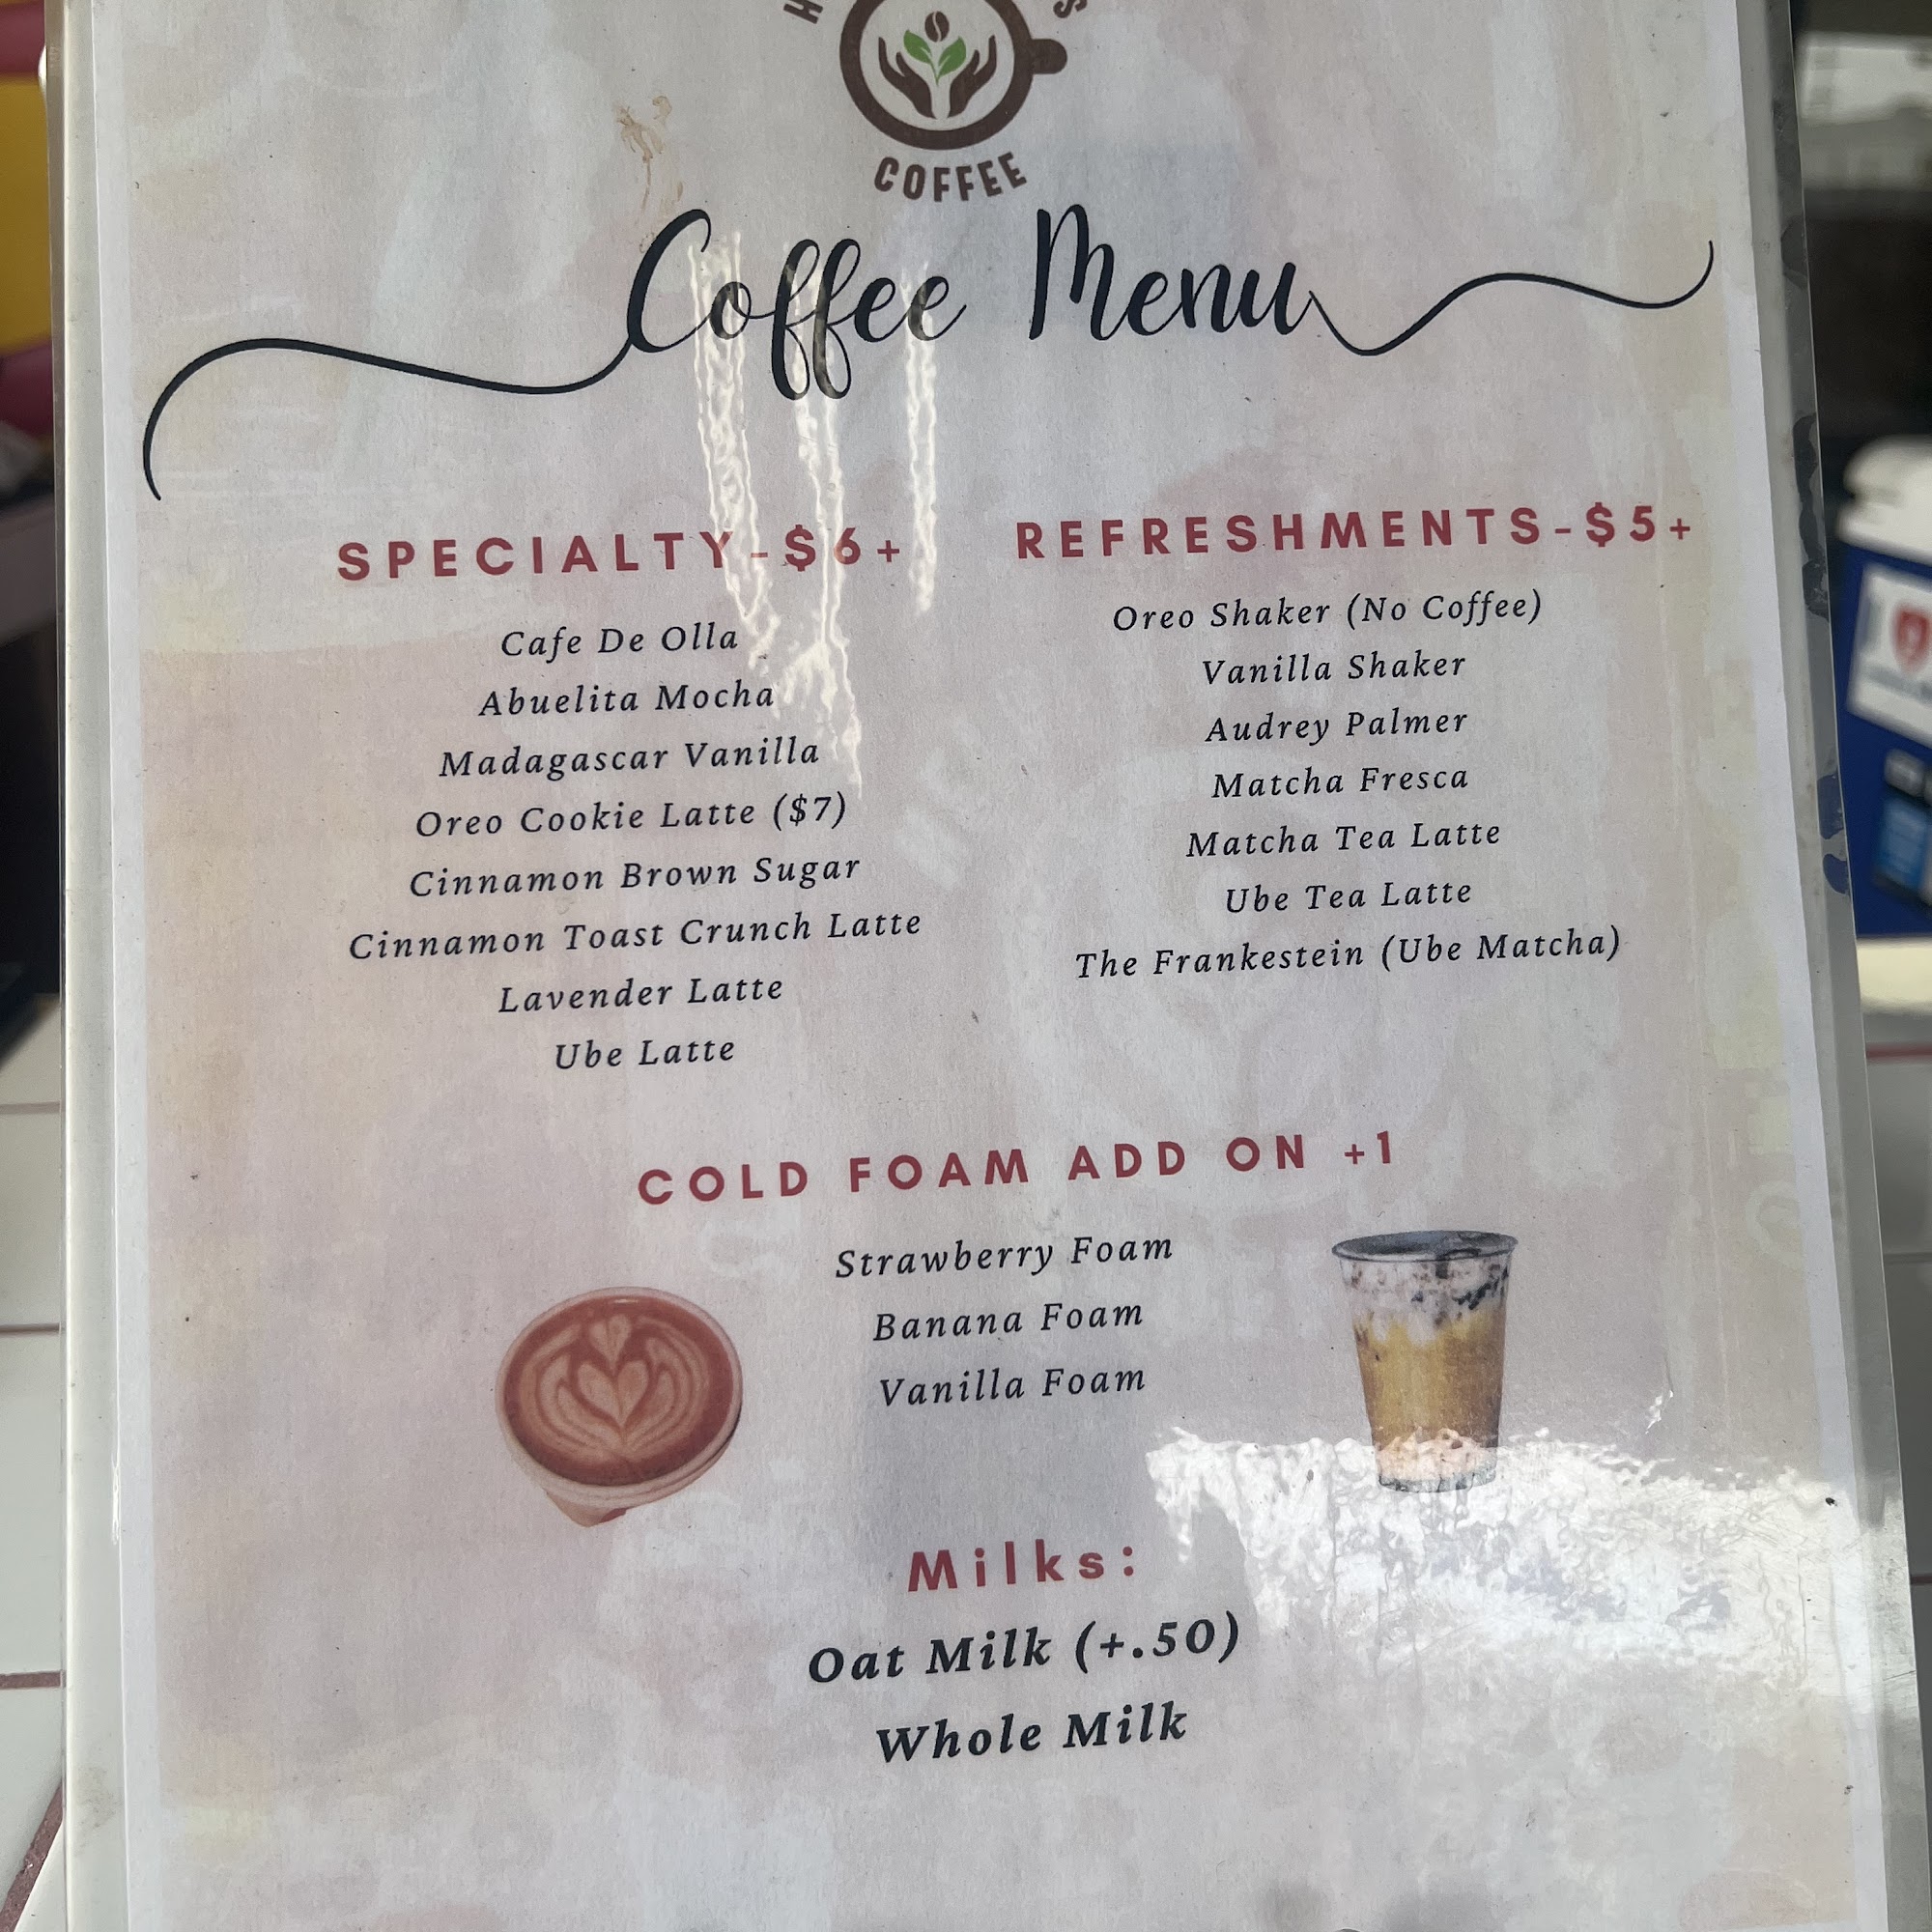 COFFEE
Coffee Menu
SPECIALTY-$6+
Cafe De Olla
Abuelita Mocha
Madagascar Vanilla
Oreo Cookie Latte ($7)
Cinnamon Brown Sugar
Cinnamon Toast Crunch Latte
Lavender Latte
Ube Latte
REFRESHMENTS-$5+
Oreo Shaker (No Coffee)
Vanilla Shaker
Audrey Palmer
Matcha Fresca
Matcha Tea Latte
Ube Tea Latte
The Frankestein (Ube Matcha)
COLD FOAM ADD ON +1
Strawberry Foam
Banana Foam
Vanilla Foam
Milks:
Oat Milk (+.50)
Whole Milk